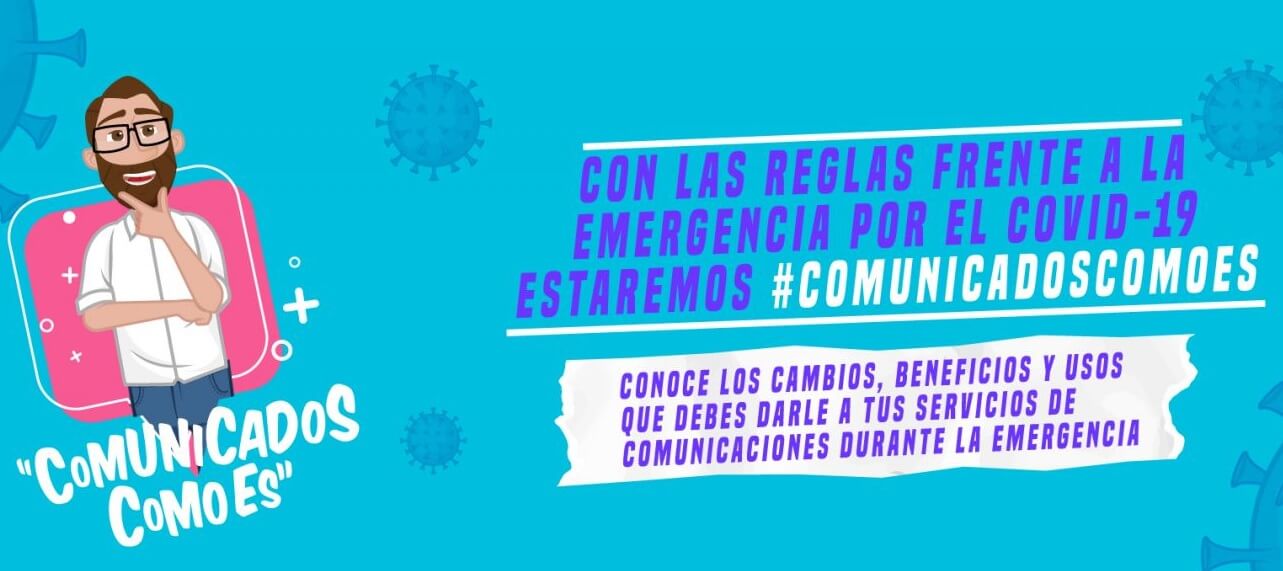 "COMUNICADOS
COMO ES"
CON LAS REGLAS FRENTE A LA
EMERGENCIA POR EL COVID-19
ESTAREMOS #COMUNICADOSCOMOES
CONOCE LOS CAMBIOS, BENEFICIOS Y USOS
QUE DEBES DARLE A TUS SERVICIOS DE
COMUNICACIONES DURANTE LA EMERGENCIA